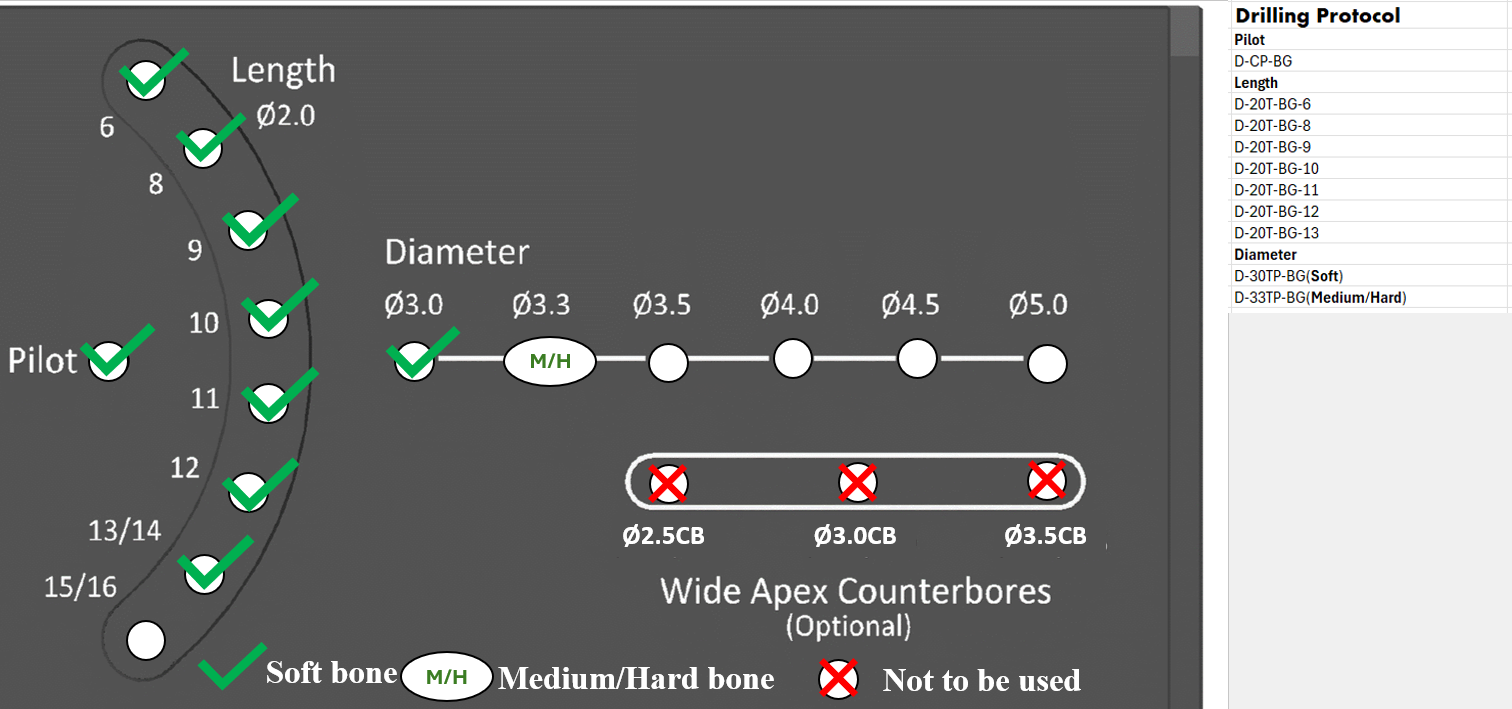 Length
Ø2.0
6
8
9
10
Pilot
11
12
13/14
15/16
Diameter
Ø3.0 Ø3.3 Ø3.5 Ø4.0 Ø4.5 Ø5.0
M/H
Ø2.5CB Ø3.0CB Ø3.5CB
Wide Apex Counterbores
(Optional)
Soft bone M/H Medium/Hard bone Not to be used
Drilling Protocol
Pilot
D-CP-BG
Length
D-20T-BG-6
D-20T-BG-8
D-20T-BG-9
D-20T-BG-10
D-20T-BG-11
D-20T-BG-12
D-20T-BG-13
Diameter
D-30TP-BG(Soft)
D-33TP-BG(Medium/Hard)